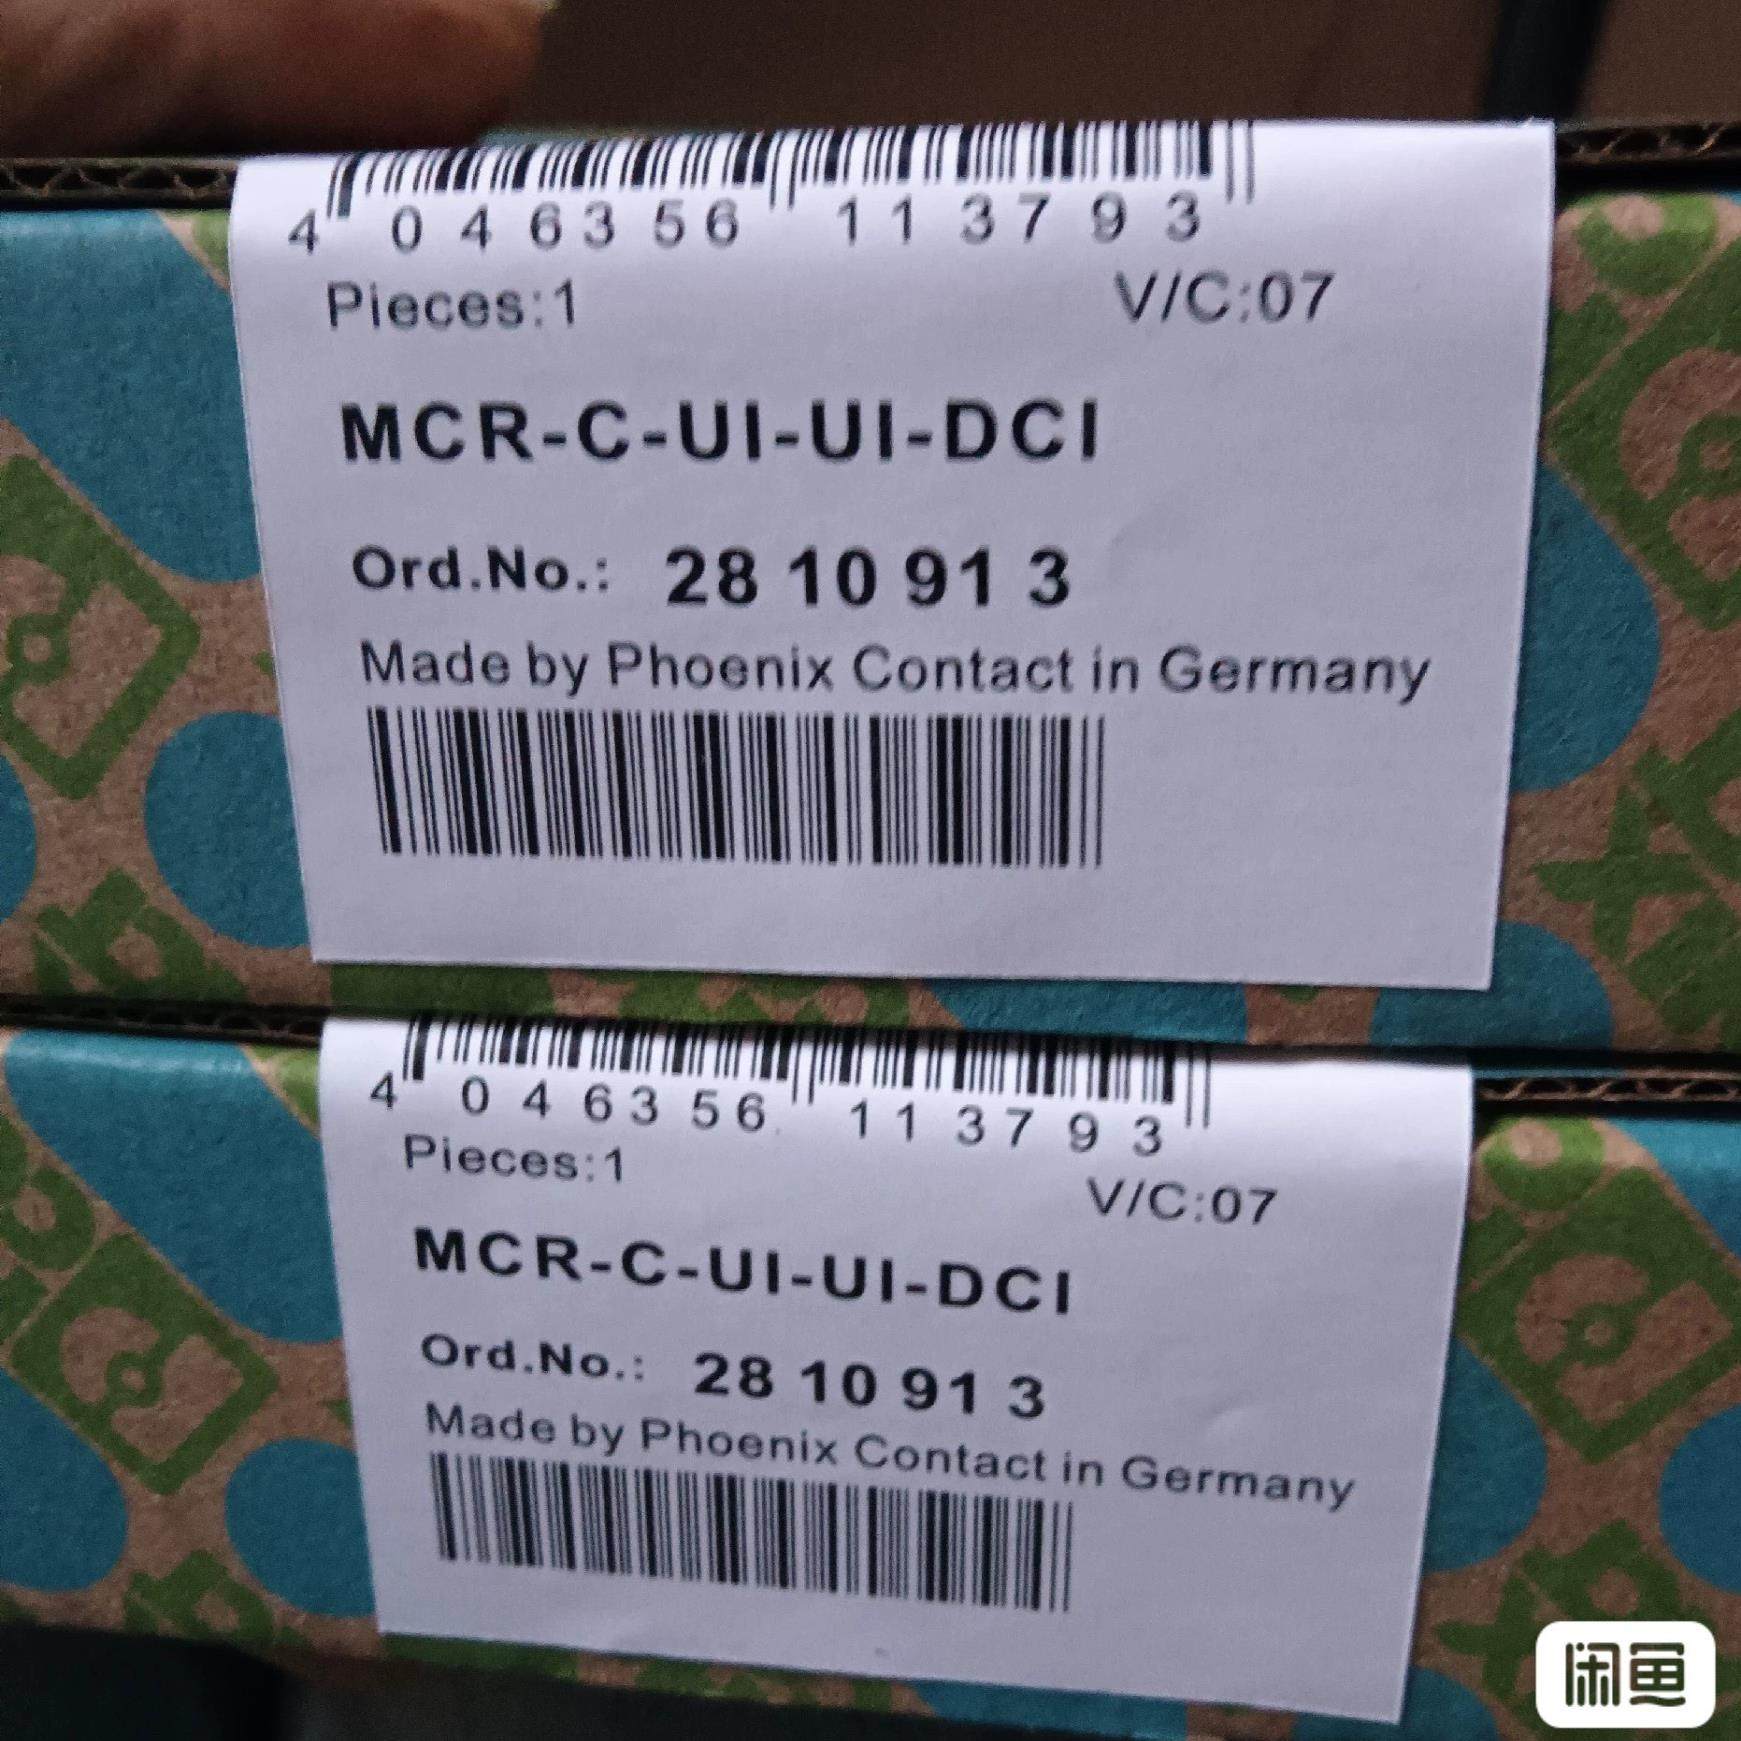 4 046356 113793
Pieces:1 V/C:07
MCR-C-UI-UI-DCI
Ord.No.: 28 10 91 3
Made by Phoenix Contact in Germany
4 046356 113793
Pieces:1 V/C:07
MCR-C-UI-UI-DCI
Ord.No.: 28 10 91 3
Made by Phoenix Contact in Germany
闲鱼